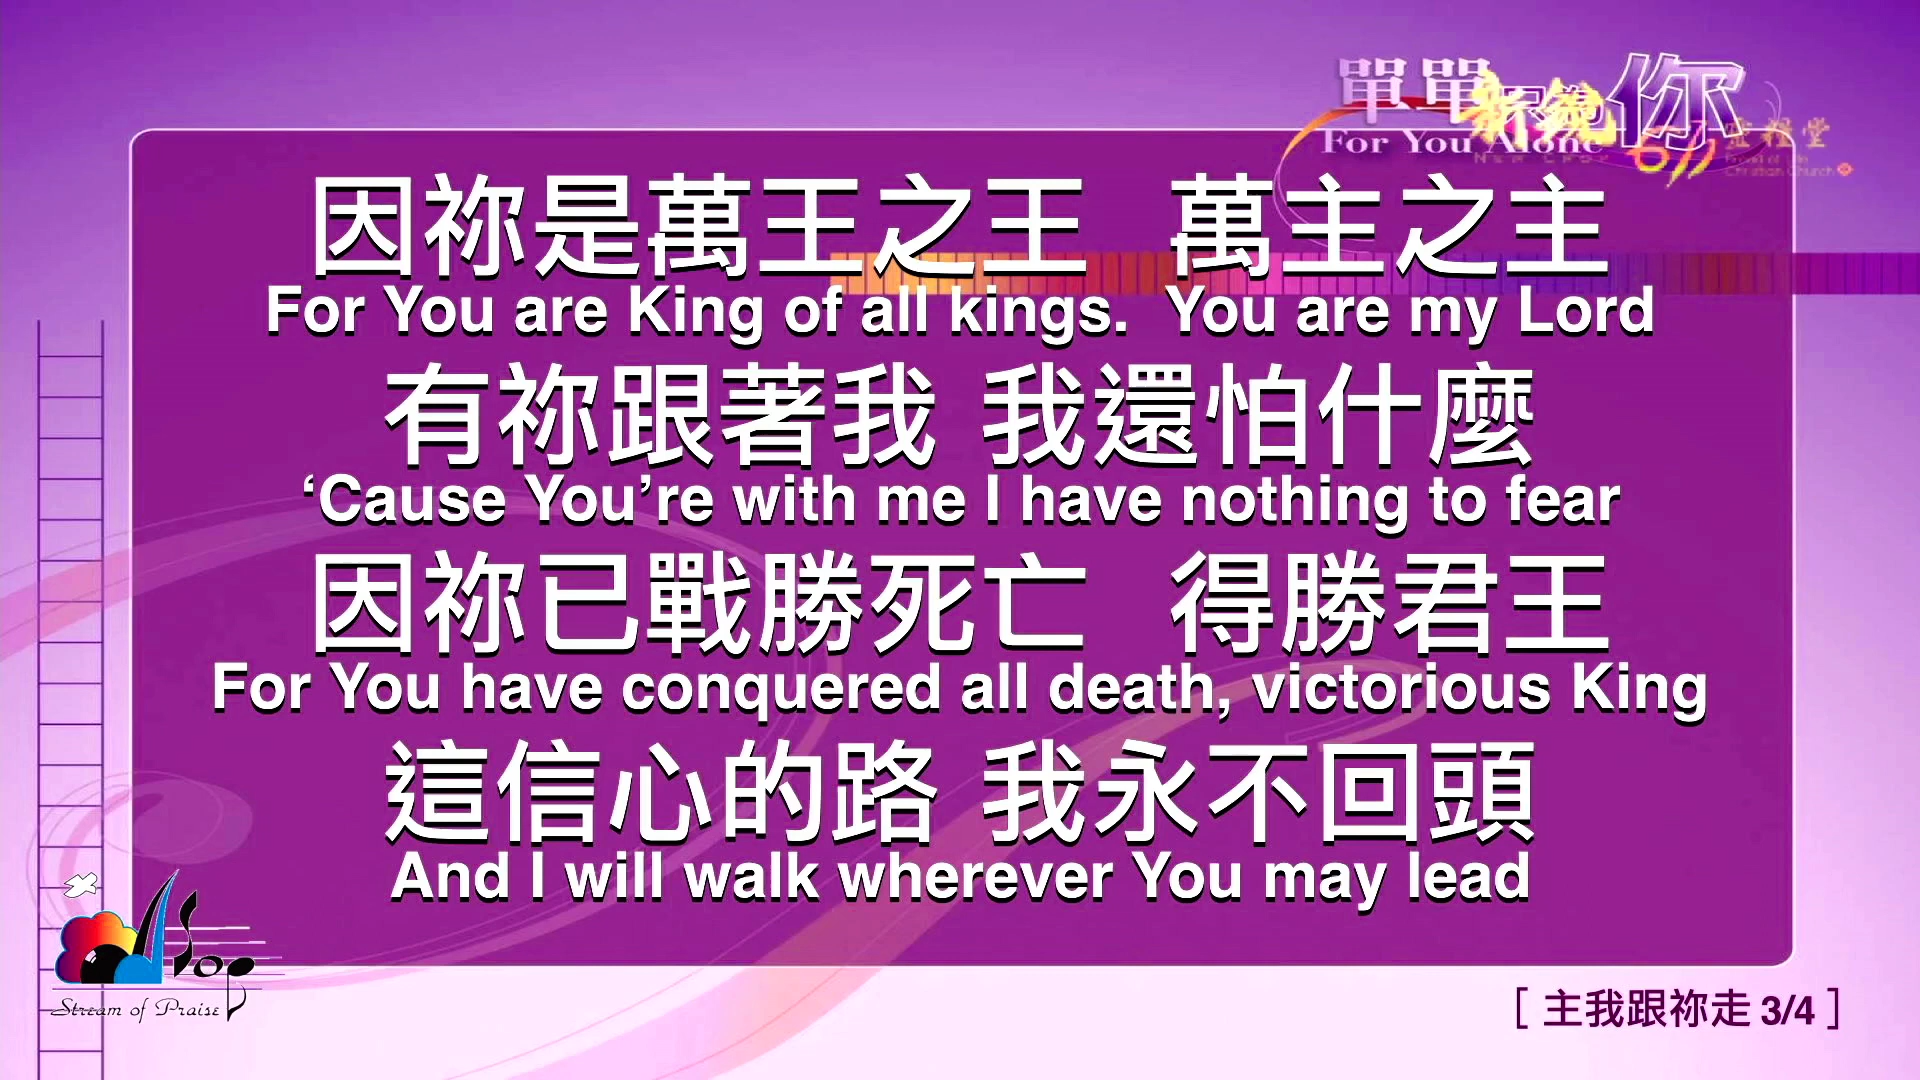 單單 你
For You Alone
因祢是萬王之王 萬主之主
For You are King of all kings. You are my Lord
有祢跟著我 我還怕什麼
‘Cause You’re with me I have nothing to fear
因祢已戰勝死亡 得勝君王
For You have conquered all death, victorious King
這信心的路 我永不回頭
And I will walk wherever You may lead
Sop
Stream of Praise
[ 主我跟祢走 3/4 ]